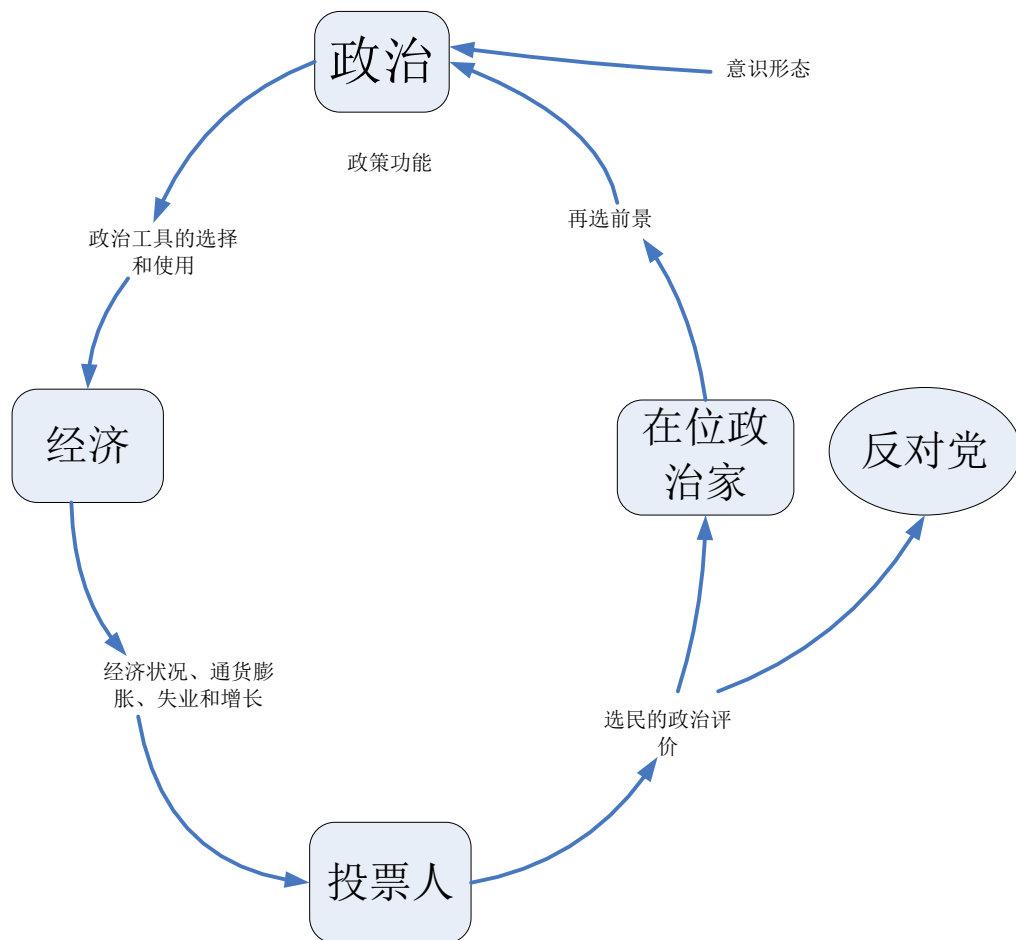 政治
意识形态
政策功能
再选前景
政治工具的选择
和使用
经济
在位政
治家
反对党
经济状况、通货膨
胀、失业和增长
选民的政治评
价
投票人